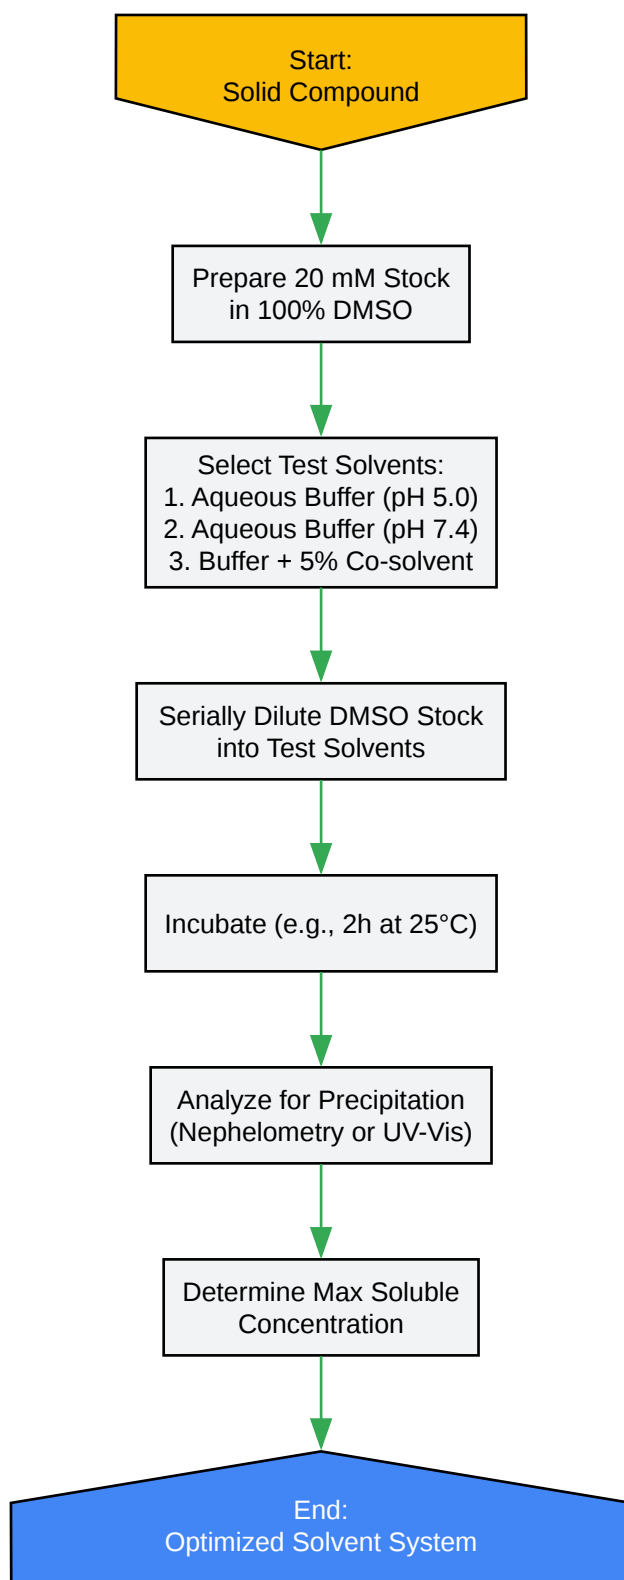 Start:
Solid Compound
Prepare 20 mM Stock
in 100% DMSO
Select Test Solvents:
1. Aqueous Buffer (pH 5.0)
2. Aqueous Buffer (pH 7.4)
3. Buffer + 5% Co-solvent
Serially Dilute DMSO Stock
into Test Solvents
Incubate (e.g., 2h at 25°C)
Analyze for Precipitation
(Nephelometry or UV-Vis)
Determine Max Soluble
Concentration
End:
Optimized Solvent System